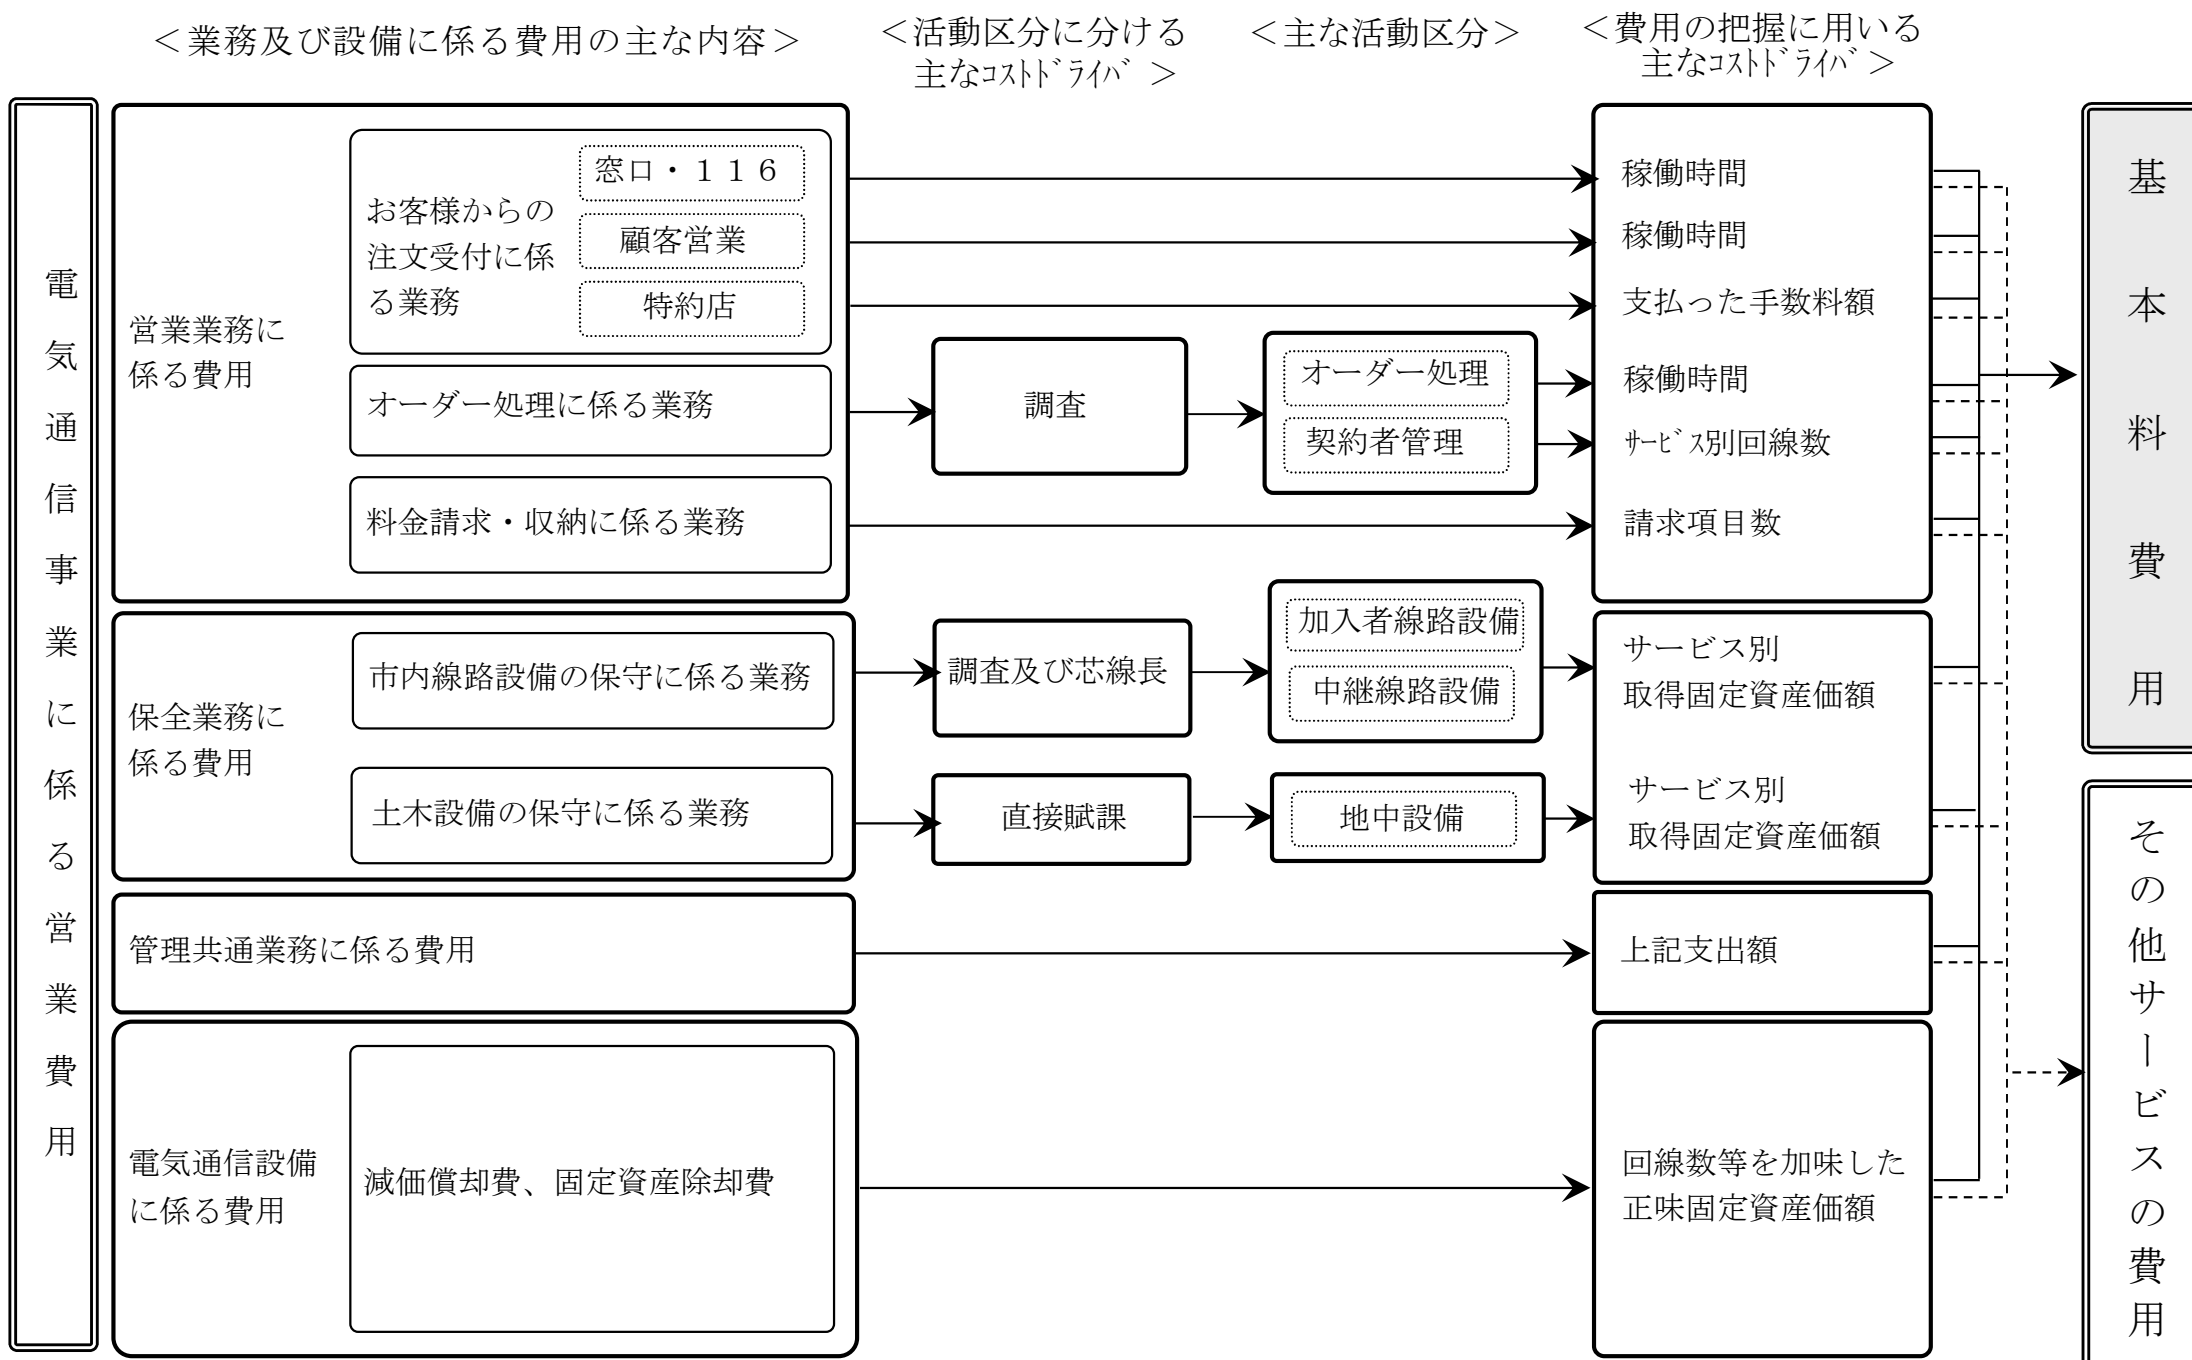 ＜業務及び設備に係る費用の主な内容＞
＜活動区分に分ける
主なｺｽﾄﾄﾞﾗｲﾊﾞ＞
＜主な活動区分＞
＜費用の把握に用いる
主なｺｽﾄﾄﾞﾗｲﾊﾞ＞
電気通信事業に係る営業費用
営業業務に
係る費用
お客様からの
注文受付に係
る業務
窓口・１１６
顧客営業
特約店
オーダー処理に係る業務
料金請求・収納に係る業務
調査
オーダー処理
契約者管理
稼働時間
稼働時間
支払った手数料額
稼働時間
ｻｰﾋﾞｽ別回線数
請求項目数
保全業務に
係る費用
市内線路設備の保守に係る業務
土木設備の保守に係る業務
調査及び芯線長
直接賦課
加入者線路設備
中継線路設備
地中設備
サービス別
取得固定資産価額
サービス別
取得固定資産価額
管理共通業務に係る費用
上記支出額
電気通信設備
に係る費用
減価償却費、固定資産除却費
回線数等を加味した
正味固定資産価額
基本料費用
その他サービスの費用